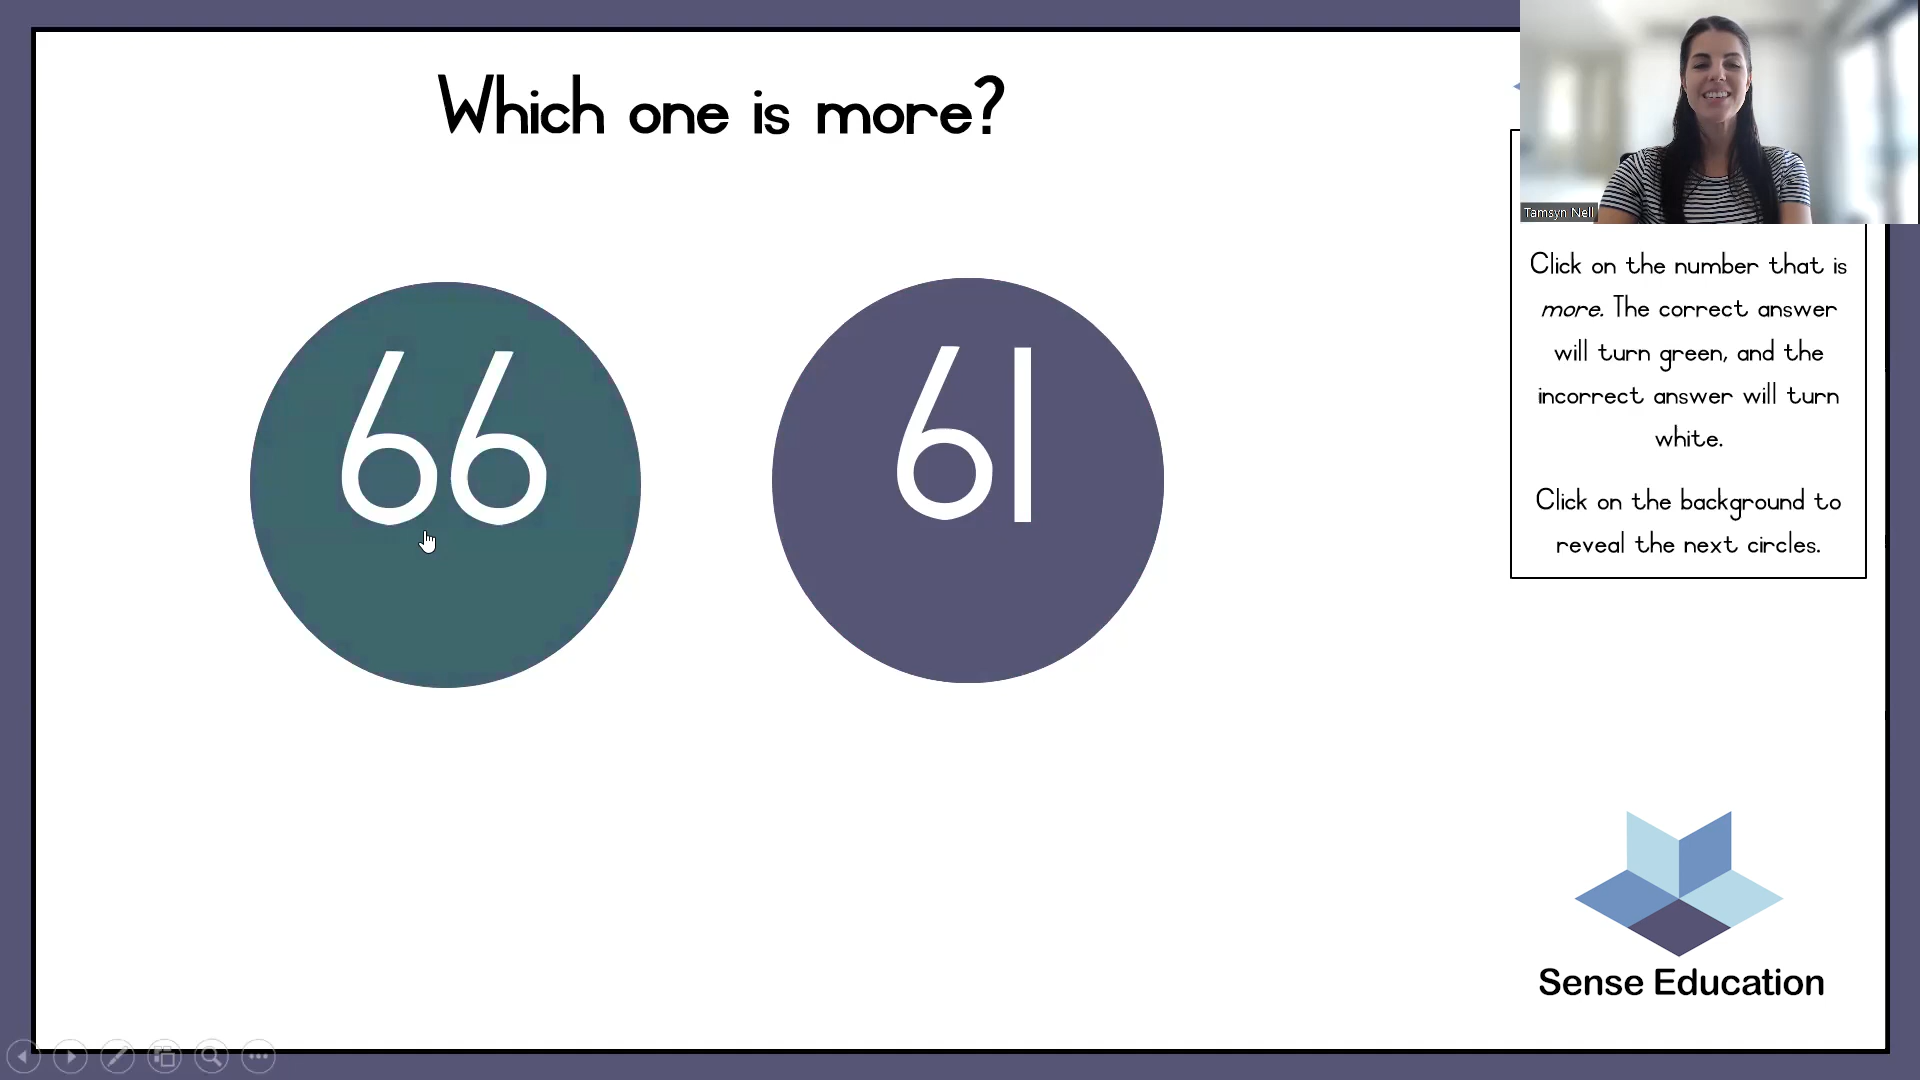 Which one is more?
66
61
Tamsyn Nell
Click on the number that is
more. The correct answer
will turn green, and the
incorrect answer will turn
white.
Click on the background to
reveal the next circles.
Sense Education